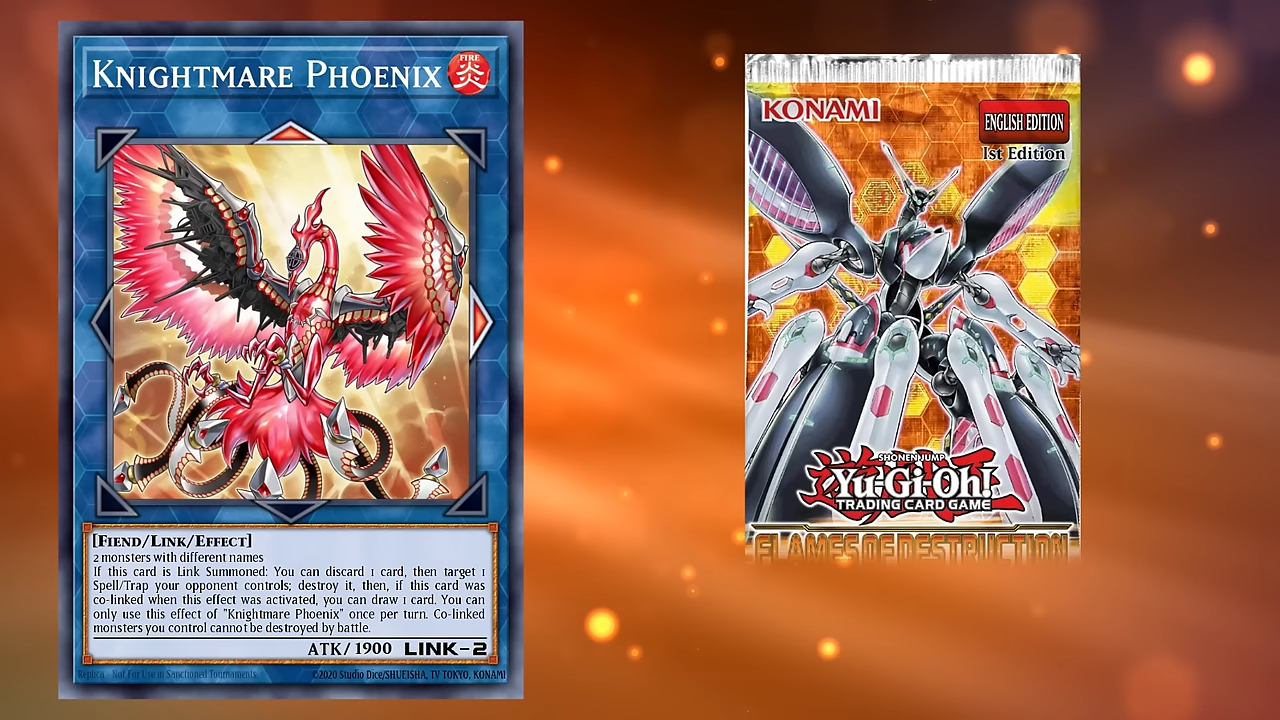 KNIGHTMARE PHOENIX
FIRE
炎
[FIEND/LINK/EFFECT]
2 monsters with different names
If this card is Link Summoned: You can discard 1 card, then target 1
Spell/Trap your opponent controls; destroy it, then, if this card was
co-linked when this effect was activated, you can draw 1 card. You can
only use this effect of "Knightmare Phoenix" once per turn. Co-linked
monsters you control cannot be destroyed by battle.
ATK/1900 LINK-2
Replica - Not For Use in Sanctioned Tournaments
©2020 Studio Dice/SHUEISHA, TV TOKYO, KONAMI
KONAMI
ENGLISH EDITION
1st Edition
SHONEN JUMP
Yu-Gi-Oh!
TRADING CARD GAME
FLAMES OF DESTRUCTION